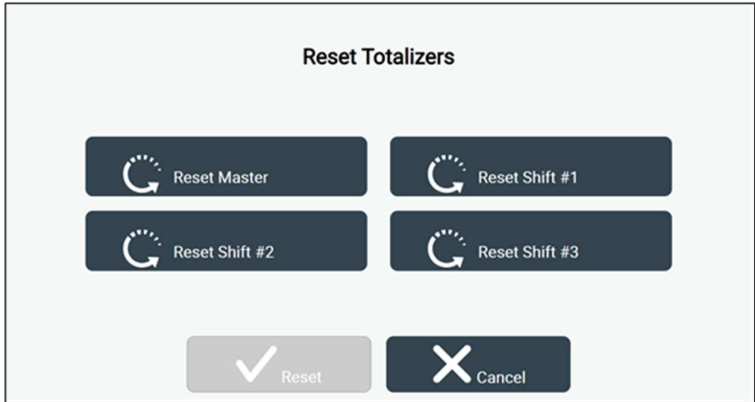 Reset Totalizers
Reset Master
Reset Shift #1
Reset Shift #2
Reset Shift #3
Reset
Cancel